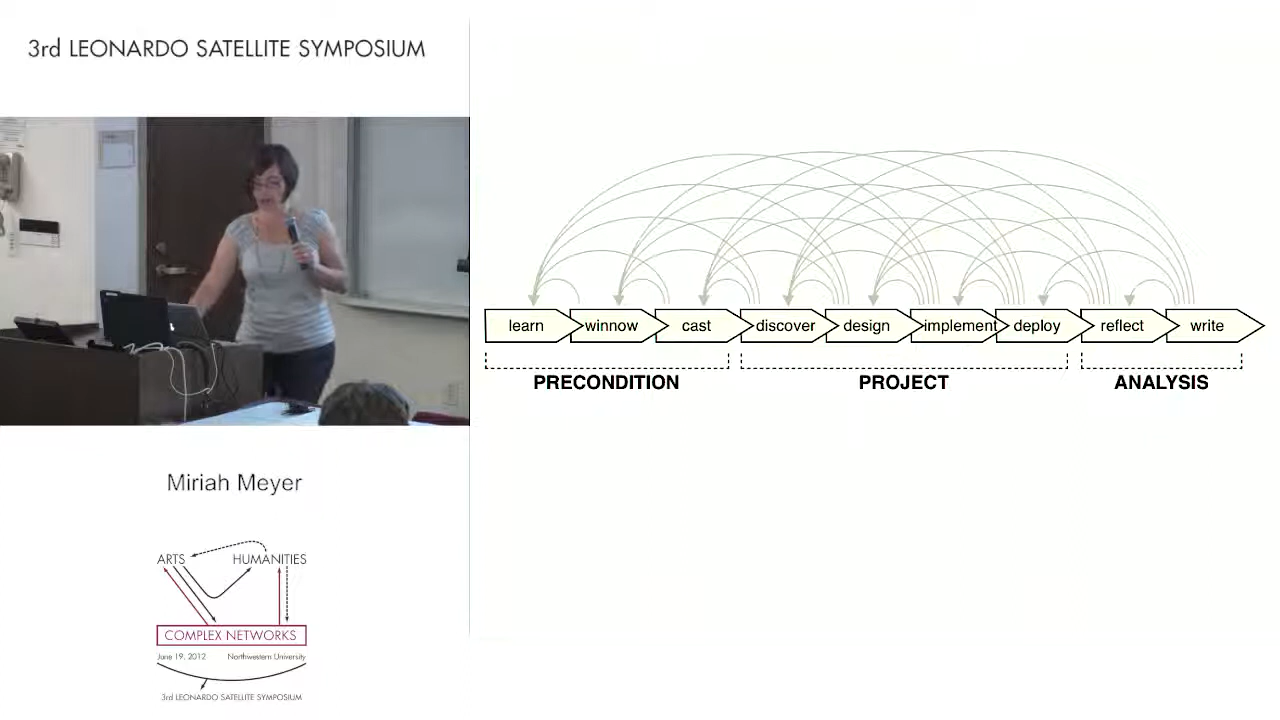 3rd LEONARDO SATELLITE SYMPOSIUM
learn winnow cast discover design implement deploy reflect write
PRECONDITION PROJECT ANALYSIS
Miriah Meyer
ARTS HUMANITIES
COMPLEX NETWORKS
June 19, 2012 Northwestern University
3rd LEONARDO SATELLITE SYMPOSIUM